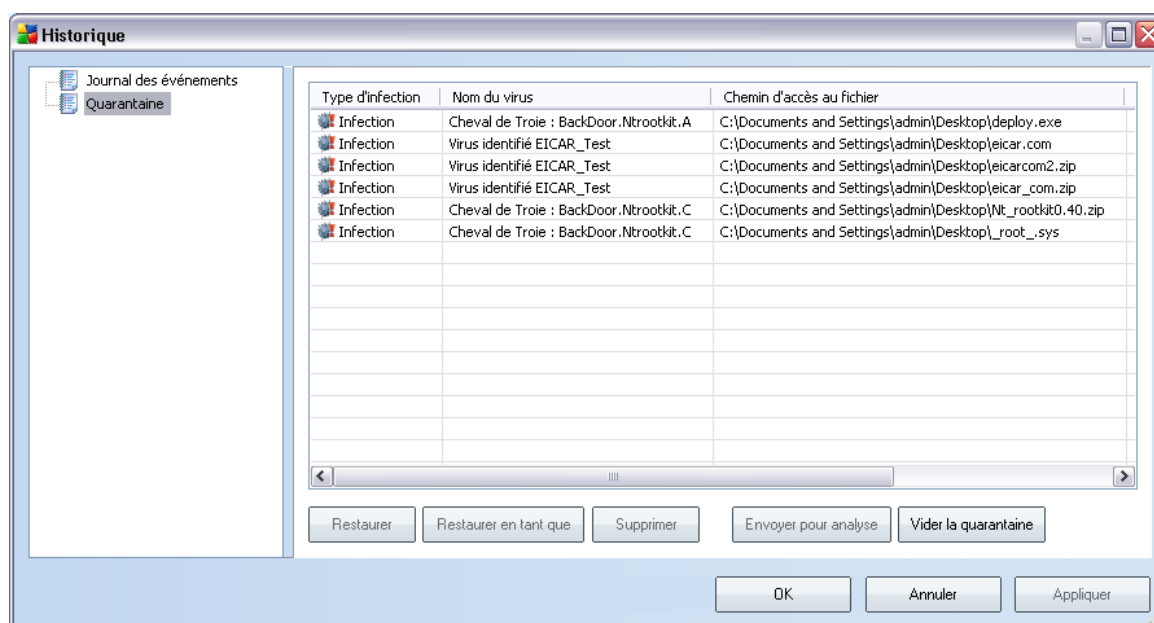 Historique
Journal des événements
Quarantaine
Type d'infection Nom du virus Chemin d'accès au fichier
Infection Cheval de Troie : BackDoor.Ntrootkit.A C:\Documents and Settings\admin\Desktop\deploy.exe
Infection Virus identifié EICAR_Test C:\Documents and Settings\admin\Desktop\eicar.com
Infection Virus identifié EICAR_Test C:\Documents and Settings\admin\Desktop\eicarcom2.zip
Infection Virus identifié EICAR_Test C:\Documents and Settings\admin\Desktop\eicar_com.zip
Infection Cheval de Troie : BackDoor.Ntrootkit.C C:\Documents and Settings\admin\Desktop\Nt_rootkit0.40.zip
Infection Cheval de Troie : BackDoor.Ntrootkit.C C:\Documents and Settings\admin\Desktop\_root_.sys
Restaurer Restaurer en tant que Supprimer Envoyer pour analyse Vider la quarantaine
OK Annuler Appliquer